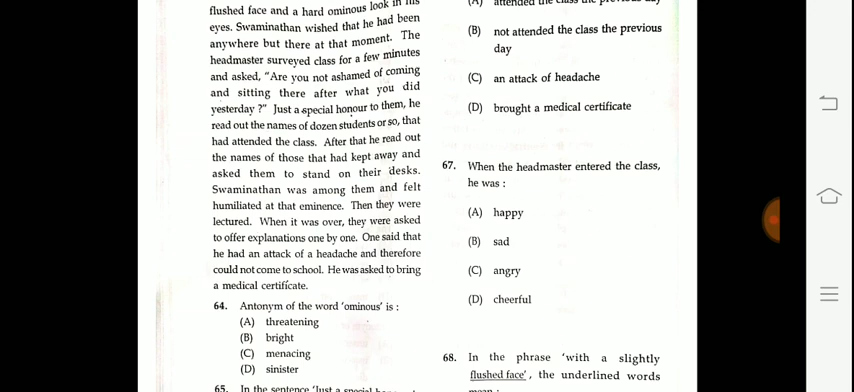 flushed face and a hard ominous look in his
eyes. Swaminathan wished that he had been
anywhere but there at that moment. The
headmaster surveyed class for a few minutes
and asked, "Are you not ashamed of coming
and sitting there after what you did
yesterday ?" Just a special honour to them, he
read out the names of dozen students or so, that
had attended the class. After that he read out
the names of those that had kept away and
asked them to stand on their desks.
Swaminathan was among them and felt
humiliated at that eminence. Then they were
lectured. When it was over, they were asked
to offer explanations one by one. One said that
he had an attack of a headache and therefore
could not come to school. He was asked to bring
a medical certificate.
64. Antonym of the word 'ominous' is :
(A) threatening
(B) bright
(C) menacing
(D) sinister
65. In the sentence 'Just a special
(A) attended the class the previous day
(B) not attended the class the previous
day
(C) an attack of headache
(D) brought a medical certificate
67. When the headmaster entered the class,
he was :
(A) happy
(B) sad
(C) angry
(D) cheerful
68. In the phrase 'with a slightly
flushed face', the underlined words
mean :